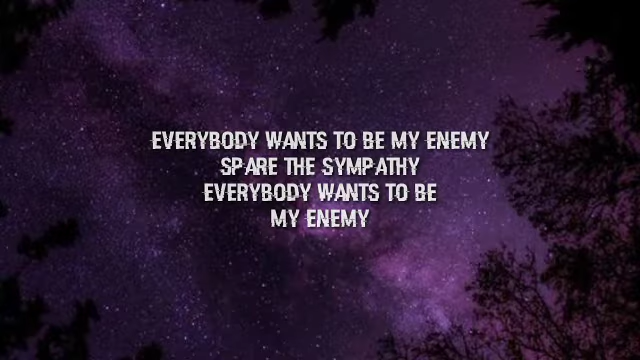 EVERYBODY WANTS TO BE MY ENEMY
SPARE THE SYMPATHY
EVERYBODY WANTS TO BE
MY ENEMY